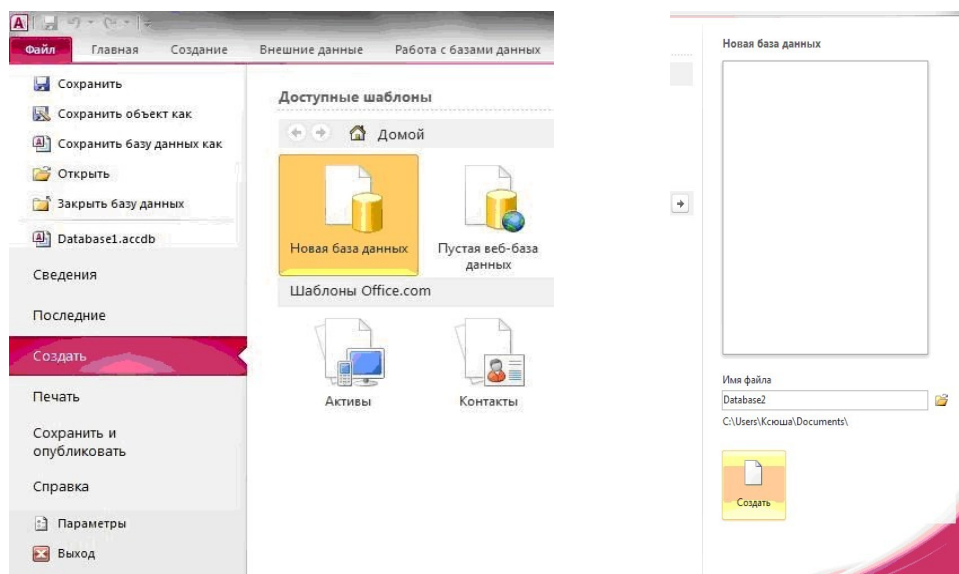 A
Файл Главная Создание Внешние данные Работа с базами данных
Сохранить
Сохранить объект как
Сохранить базу данных как
Открыть
Закрыть базу данных
Database1.accdb
Сведения
Последние
Создать
Печать
Сохранить и
опубликовать
Справка
Параметры
Выход
Доступные шаблоны
Домой
Новая база данных
Пустая веб-база
данных
Шаблоны Office.com
Активы
Контакты
Новая база данных
Имя файла
Database2
C:\Users\Ксюша\Documents\
Создать